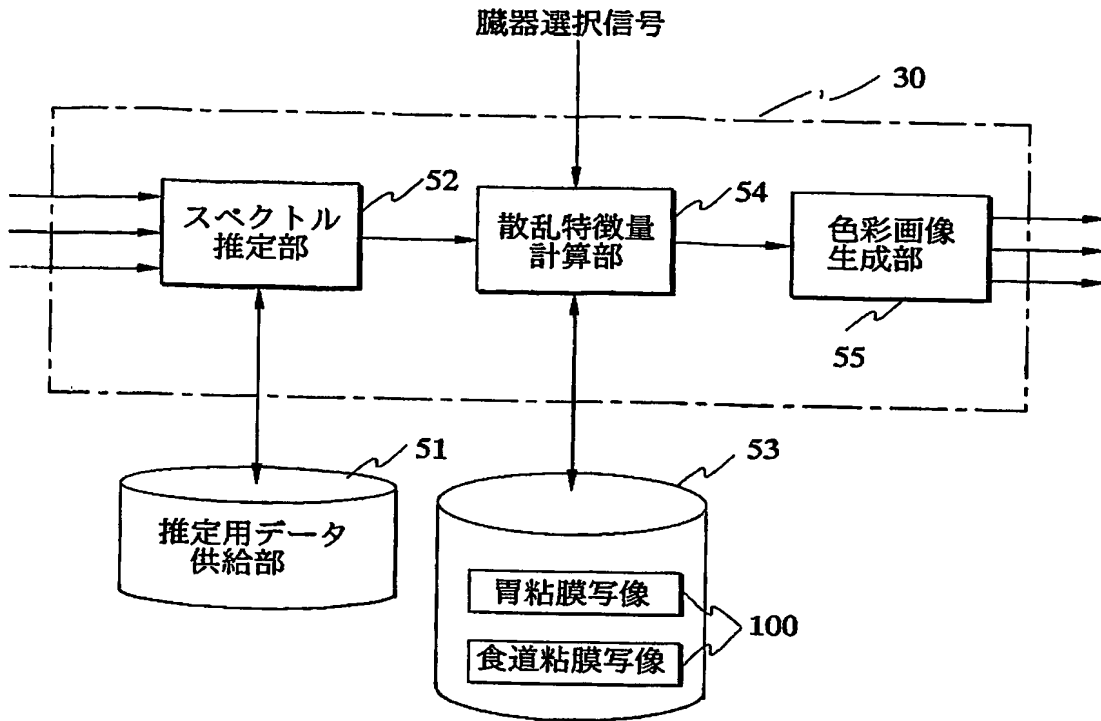 臓器選択信号
30
52
スペクトル
推定部
54
散乱特徴量
計算部
色彩画像
生成部
55
51
推定用データ
供給部
53
胃粘膜写像
100
食道粘膜写像